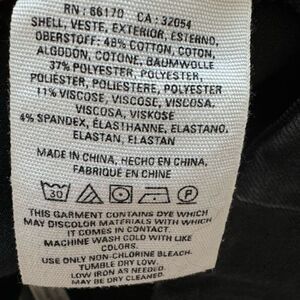 RN: 66170 CA: 32054
SHELL, VESTE, EXTERIOR, ESTERNO,
OBERSTOFF: 48% COTTON, COTON,
ALGODON, COTONE, BAUMWOLLE
37% POLYESTER, POLYESTER,
POLIÉSTER, POLIESTERE, POLYESTER
11% VISCOSE, VISCOSE, VISCOSA,
VISCOSA, VISKOSE
4% SPANDEX, ÉLASTHANNE, ELASTANO,
ELASTAN, ELASTAN
MADE IN CHINA, HECHO EN CHINA,
FABRIQUÉ EN CHINE
30 P
THIS GARMENT CONTAINS DYE WHICH
MAY DISCOLOR MATERIALS WITH WHICH
IT COMES IN CONTACT.
MACHINE WASH COLD WITH LIKE
COLORS.
USE ONLY NON-CHLORINE BLEACH.
TUMBLE DRY LOW.
LOW IRON AS NEEDED.
MAY BE DRY CLEANED